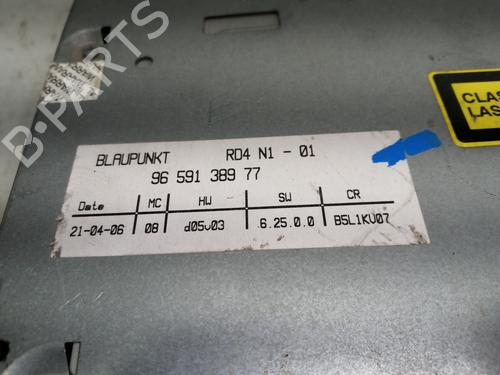 B-PARTS
CLAS
LAS
BLAUPUNKT RD4 N1 - 01
96 591 389 77
Date MC HW SW CR
21-04-06 08 d05v03 .6.25.0.0 B5L1KU07